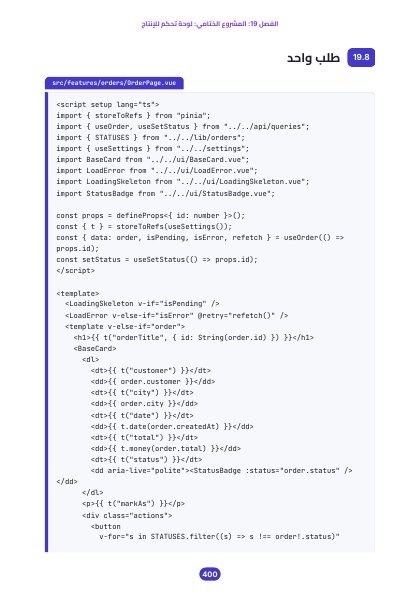 الفصل 19: المشروع الختامي: لوحة تحكم للإنتاج
19.8 طلب واحد
src/features/orders/OrderPage.vue
<script setup lang="ts">
import { storeToRefs } from "pinia";
import { useOrder, useSetStatus } from "../../api/queries";
import { STATUSES } from "../../lib/orders";
import { useSettings } from "../../settings";
import BaseCard from "../../ui/BaseCard.vue";
import LoadError from "../../ui/LoadError.vue";
import LoadingSkeleton from "../../ui/LoadingSkeleton.vue";
import StatusBadge from "../../ui/StatusBadge.vue";

const props = defineProps<{ id: number }>();
const { t } = storeToRefs(useSettings());
const { data: order, isPending, isError, refetch } = useOrder(() =>
props.id);
const setStatus = useSetStatus(() => props.id);
</script>

<template>
  <LoadingSkeleton v-if="isPending" />
  <LoadError v-else-if="isError" @retry="refetch()" />
  <template v-else-if="order">
    <h1>{{ t("orderTitle", { id: String(order.id) }) }}</h1>
    <BaseCard>
      <dl>
        <dt>{{ t("customer") }}</dt>
        <dd>{{ order.customer }}</dd>
        <dt>{{ t("city") }}</dt>
        <dd>{{ order.city }}</dd>
        <dt>{{ t("date") }}</dt>
        <dd>{{ t.date(order.createdAt) }}</dd>
        <dt>{{ t("total") }}</dt>
        <dd>{{ t.money(order.total) }}</dd>
        <dt>{{ t("status") }}</dt>
        <dd aria-live="polite"><StatusBadge :status="order.status" />
</dd>
      </dl>
      <p>{{ t("markAs") }}</p>
      <div class="actions">
        <button
          v-for="s in STATUSES.filter((s) => s !== order!.status)"
400